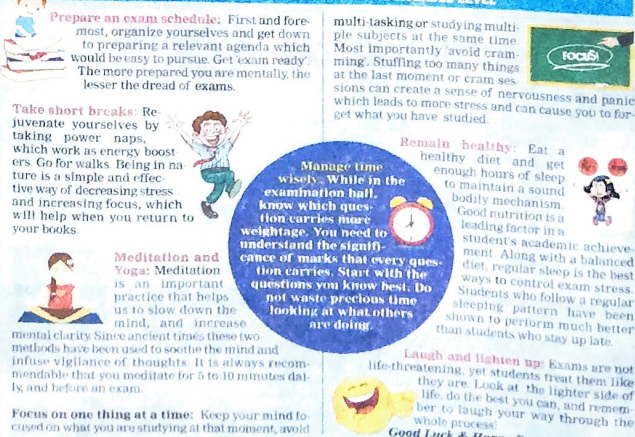 LEVEL
Prepare an exam schedule: First and fore-
most, organize yourselves and get down
to preparing a relevant agenda which
would be easy to pursue. Get 'exam ready'.
The more prepared you are mentally, the
lesser the dread of exams.
Take short breaks: Re-
juvenate yourselves by
taking power naps,
which work as energy boost-
ers. Go for walks. Being in na-
ture is a simple and effec-
tive way of decreasing stress
and increasing focus, which
will help when you return to
your books.
Meditation and
Yoga: Meditation
is an important
practice that helps
us to slow down the
mind, and increase
mental clarity. Since ancient times these two
methods have been used to soothe the mind and
infuse vigilance of thoughts. It is always recom-
mendable that you meditate for 5 to 10 minutes dai-
ly, and before an exam.
Focus on one thing at a time: Keep your mind fo-
cused on what you are studying at that moment, avoid
Manage time
wisely: While in the
examination hall,
know which ques-
tion carries more
weightage. You need to
understand the signifi-
cance of marks that every ques-
tion carries. Start with the
questions you know best. Do
not waste precious time
looking at what others
are doing.
multi-tasking or studying multi-
ple subjects at the same time.
Most importantly 'avoid cram-
ming'. Stuffing too many things
at the last moment or cram ses-
sions can create a sense of nervousness and panic
which leads to more stress and can cause you to for-
get what you have studied.
FOCUS!
Remain healthy: Eat a
healthy diet and get
enough hours of sleep
to maintain a sound
bodily mechanism.
Good nutrition is a
leading factor in a
student's academic achieve-
ment. Along with a balanced
diet, regular sleep is the best
ways to control exam stress.
Students who follow a regular
sleeping pattern have been
shown to perform much better
than students who stay up late.
Laugh and lighten up: Exams are not
life-threatening, yet students treat them like
they are. Look at the lighter side of
life, do the best you can, and remem-
ber to laugh your way through the
whole process!
Good Luck &